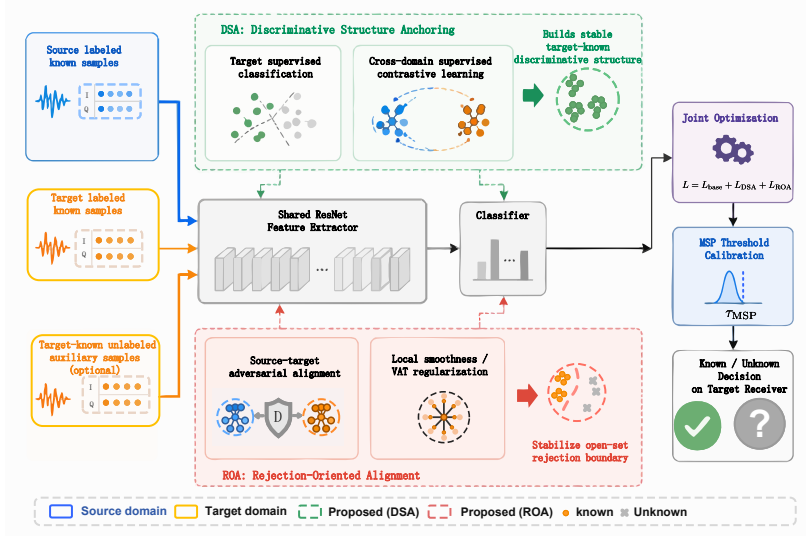 DSA: Discriminative Structure Anchoring
Source labeled
known samples
I
Q
Target supervised
classification
Cross-domain supervised
contrastive learning
Builds stable
target-known
discriminative structure
Target labeled
known samples
I
Q
Shared ResNet
Feature Extractor
...
Classifier
...
Joint Optimization
L = L_base + L_DSA + L_ROA
MSP Threshold
Calibration
τ_MSP
Target-known unlabeled
auxiliary samples
(optional)
I
Q
Source-target
adversarial alignment
D
Local smoothness /
VAT regularization
Stabilize open-set
rejection boundary
ROA: Rejection-Oriented Alignment
Known / Unknown
Decision
on Target Receiver
?
Source domain
Target domain
Proposed (DSA)
Proposed (ROA)
known
Unknown